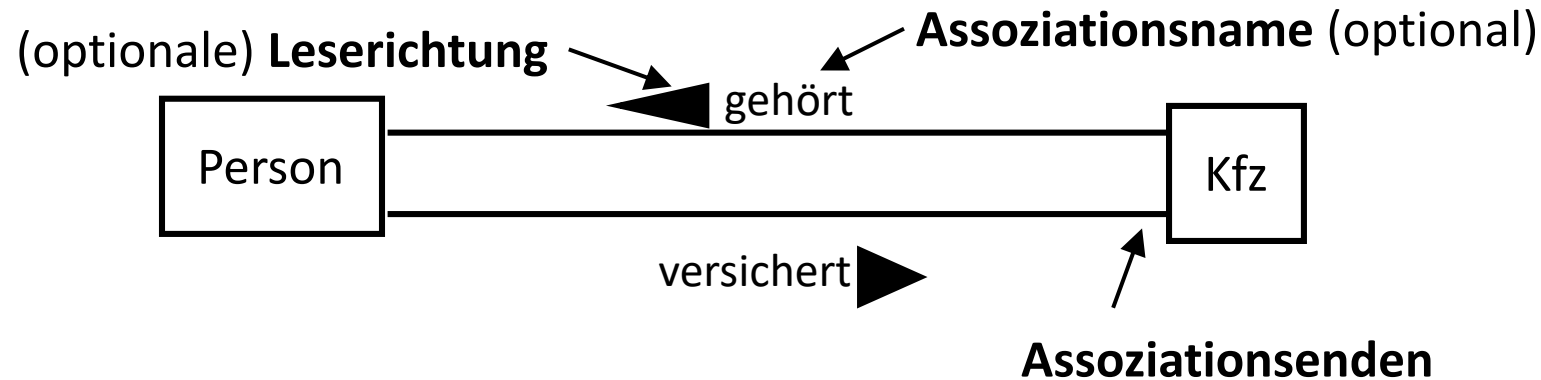 (optionale) Leserichtung
Assoziationsname (optional)
gehört
Person
Kfz
versichert
Assoziationsenden